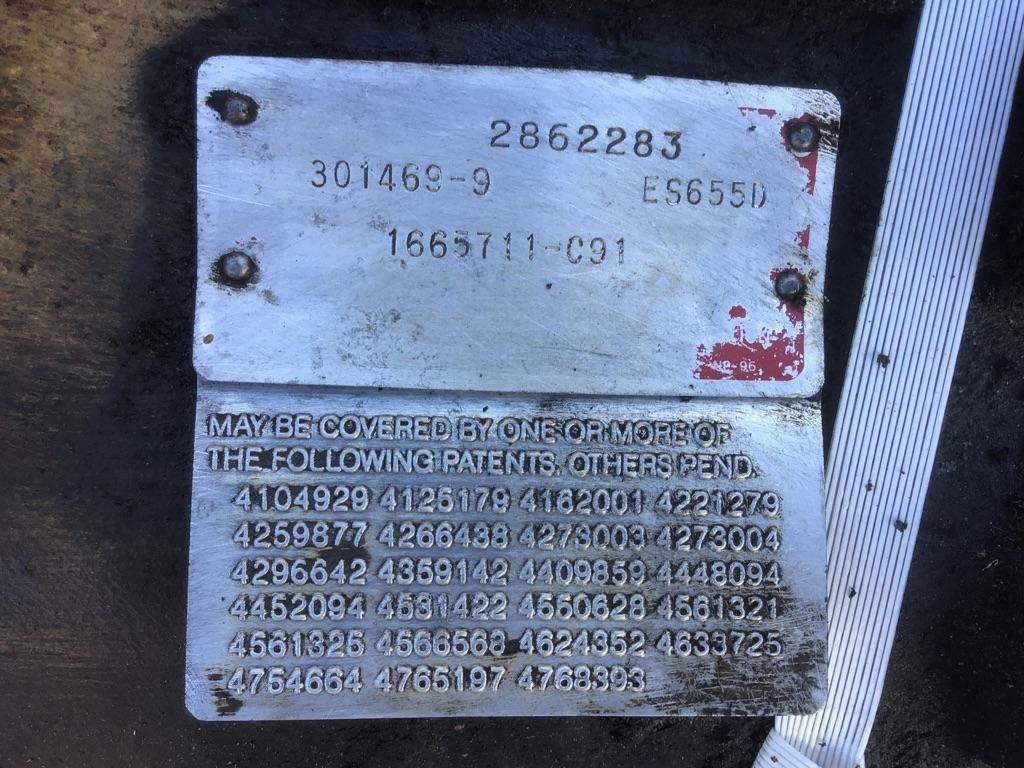 2862283
301469-9 ES655D
1665711-C91
MAY BE COVERED BY ONE OR MORE OF
THE FOLLOWING PATENTS. OTHERS PEND.
4104929 4125179 4162001 4221279
4259877 4266438 4273003 4273004
4296642 4359142 4409859 4448094
4452094 4531422 4550628 4561321
4561325 4566568 4624352 4633725
4754664 4765197 4768393